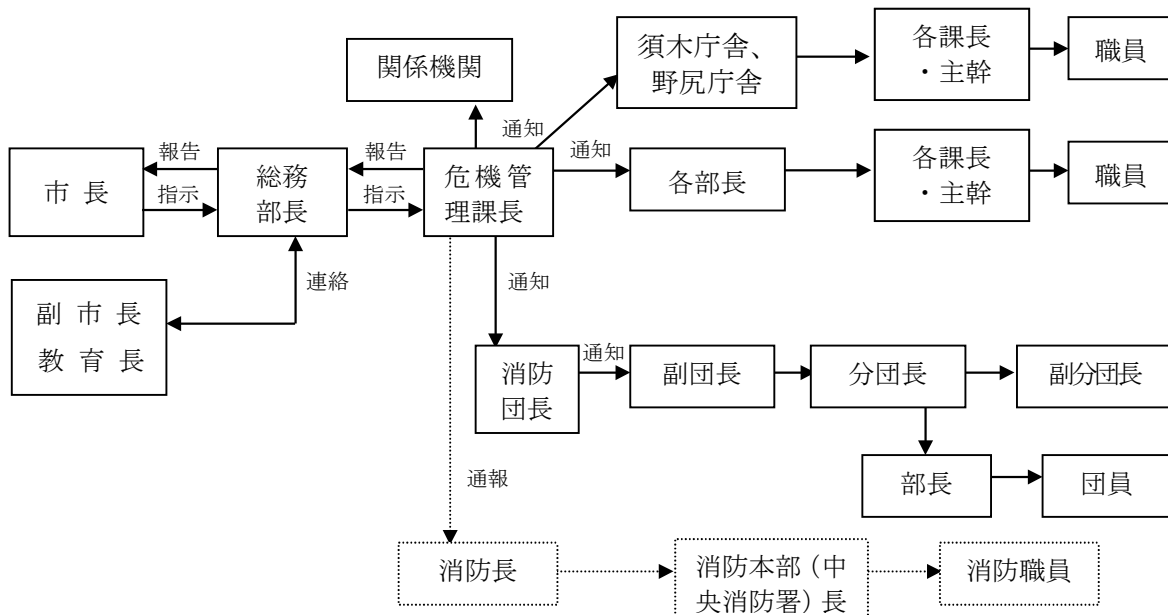 関係機関
須木庁舎、
野尻庁舎
各課長
・主幹
職員
通知
報告
報告
通知
市 長
指示
総務
部長
指示
危機管
理課長
各部長
各課長
・主幹
職員
副 市 長
教 育 長
連絡
通知
消防
団長
通知
副団長
分団長
副分団長
部長
団員
通報
消防長
消防本部（中
央消防署）長
消防職員